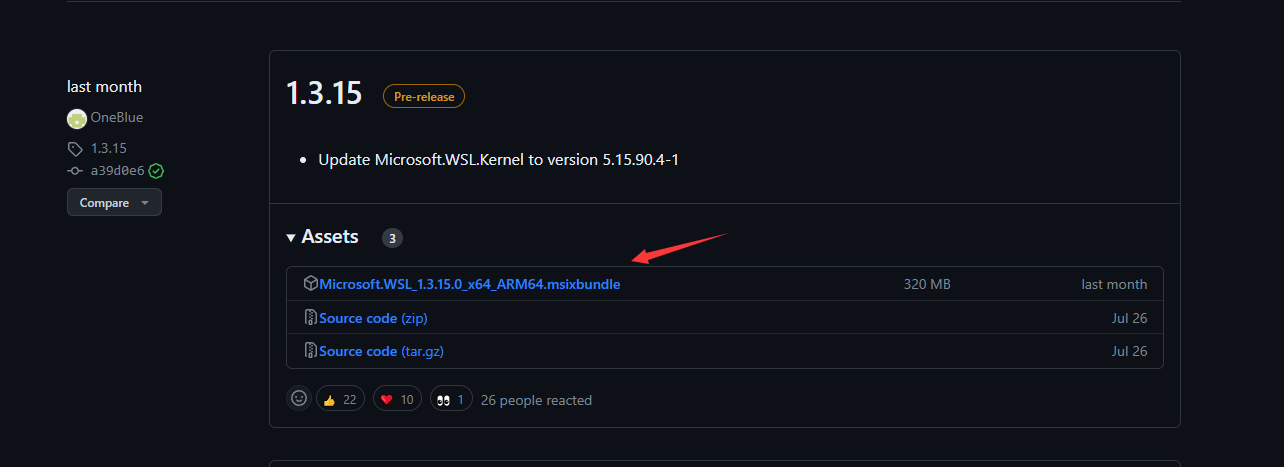 last month
OneBlue
1.3.15
a39d0e6
Compare
1.3.15 Pre-release
Update Microsoft.WSL.Kernel to version 5.15.90.4-1
Assets 3
Microsoft.WSL_1.3.15.0_x64_ARM64.msixbundle 320 MB last month
Source code (zip) Jul 26
Source code (tar.gz) Jul 26
22 10 1 26 people reacted